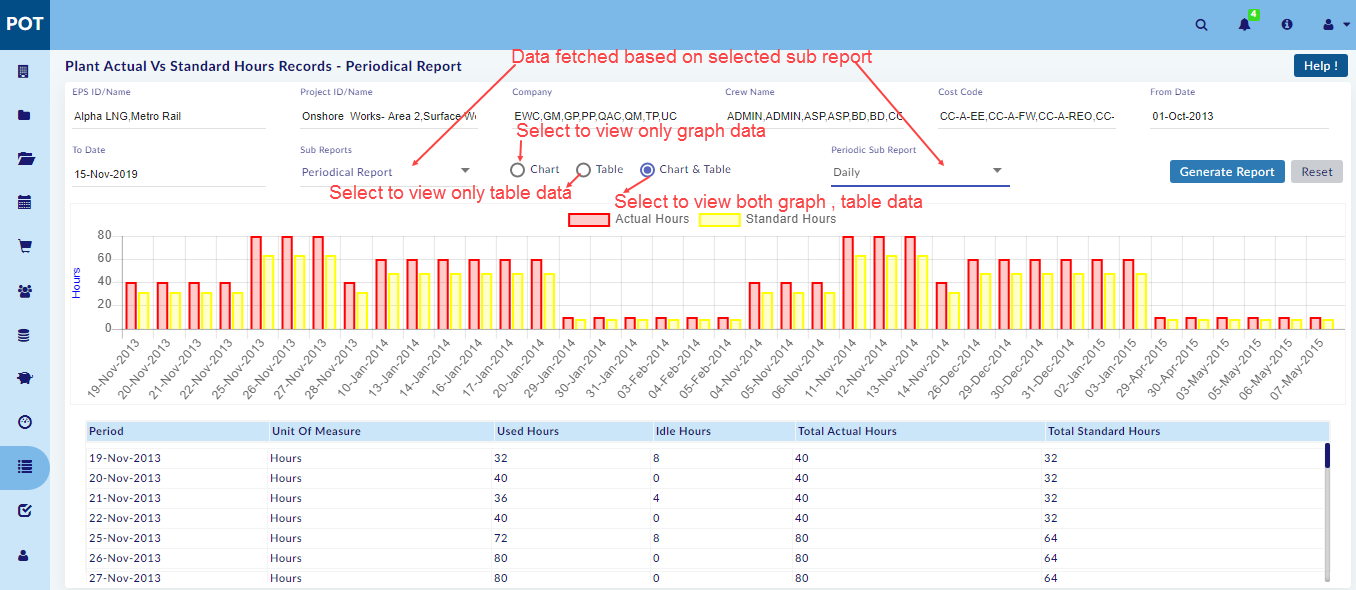 POT
4
Data fetched based on selected sub report
Plant Actual Vs Standard Hours Records - Periodical Report
Help !
EPS ID/Name
Project ID/Name
Company
Crew Name
Cost Code
From Date
Alpha LNG,Metro Rail
Onshore Works- Area 2,Surface W
EWC,GM,GP,PP,QAC,QM,TP,UC
ADMIN,ADMIN,ASP,ASP,BD,BD,CC
CC-A-EE,CC-A-FW,CC-A-REO,CC-
01-Oct-2013
Select to view only graph data
To Date
Sub Reports
Periodic Sub Report
15-Nov-2019
Periodical Report
Chart
Table
Chart & Table
Daily
Generate Report
Reset
Select to view only table data
Select to view both graph , table data
Actual Hours
Standard Hours
Hours
80
60
40
20
0
19-Nov-2013
20-Nov-2013
21-Nov-2013
22-Nov-2013
25-Nov-2013
26-Nov-2013
27-Nov-2013
28-Nov-2013
10-Jan-2014
13-Jan-2014
14-Jan-2014
16-Jan-2014
17-Jan-2014
20-Jan-2014
29-Jan-2014
30-Jan-2014
31-Jan-2014
03-Feb-2014
04-Feb-2014
05-Feb-2014
04-Nov-2014
05-Nov-2014
06-Nov-2014
11-Nov-2014
12-Nov-2014
13-Nov-2014
14-Nov-2014
26-Dec-2014
29-Dec-2014
30-Dec-2014
31-Dec-2014
02-Jan-2015
03-Jan-2015
29-Apr-2015
30-Apr-2015
03-May-2015
05-May-2015
06-May-2015
07-May-2015
Period Unit Of Measure Used Hours Idle Hours Total Actual Hours Total Standard Hours
19-Nov-2013 Hours 32 8 40 32
20-Nov-2013 Hours 40 0 40 32
21-Nov-2013 Hours 36 4 40 32
22-Nov-2013 Hours 40 0 40 32
25-Nov-2013 Hours 72 8 80 64
26-Nov-2013 Hours 80 0 80 64
27-Nov-2013 Hours 80 0 80 64